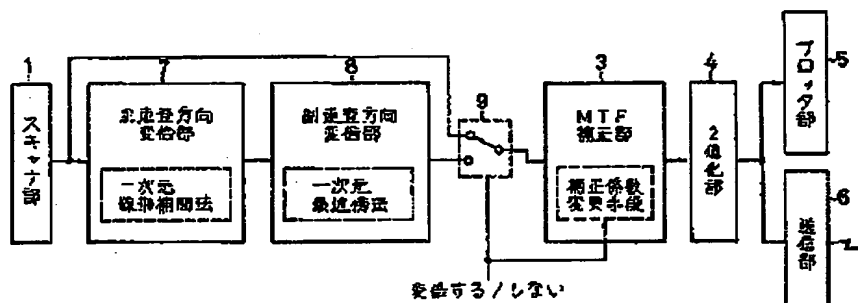 1
スキャナ部
7
主走査方向
変倍部
一次元
線形補間法
8
副走査方向
変倍部
一次元
最近傍法
9
3
MTF
補正部
補正係数
変更手段
4
2値化部
プロッタ部
5
送信部
6
変倍する/しない